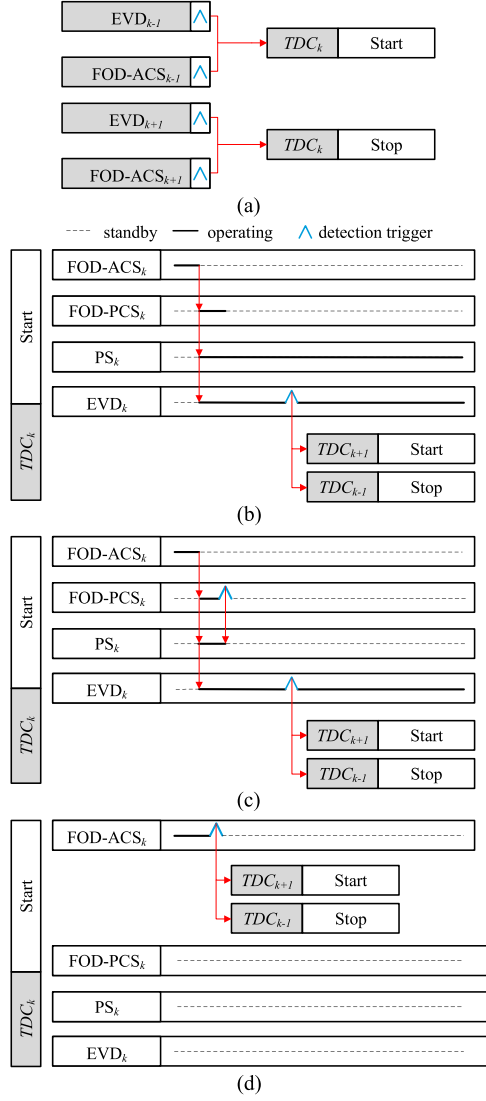 EVDk-1
TDCk Start
FOD-ACSk-1
EVDk+1
TDCk Stop
FOD-ACSk+1
(a)
standby operating detection trigger
Start
TDCk
FOD-ACSk
FOD-PCSk
PSk
EVDk
TDCk+1 Start
TDCk-1 Stop
(b)
Start
TDCk
FOD-ACSk
FOD-PCSk
PSk
EVDk
TDCk+1 Start
TDCk-1 Stop
(c)
Start
TDCk
FOD-ACSk
TDCk+1 Start
TDCk-1 Stop
FOD-PCSk
PSk
EVDk
(d)